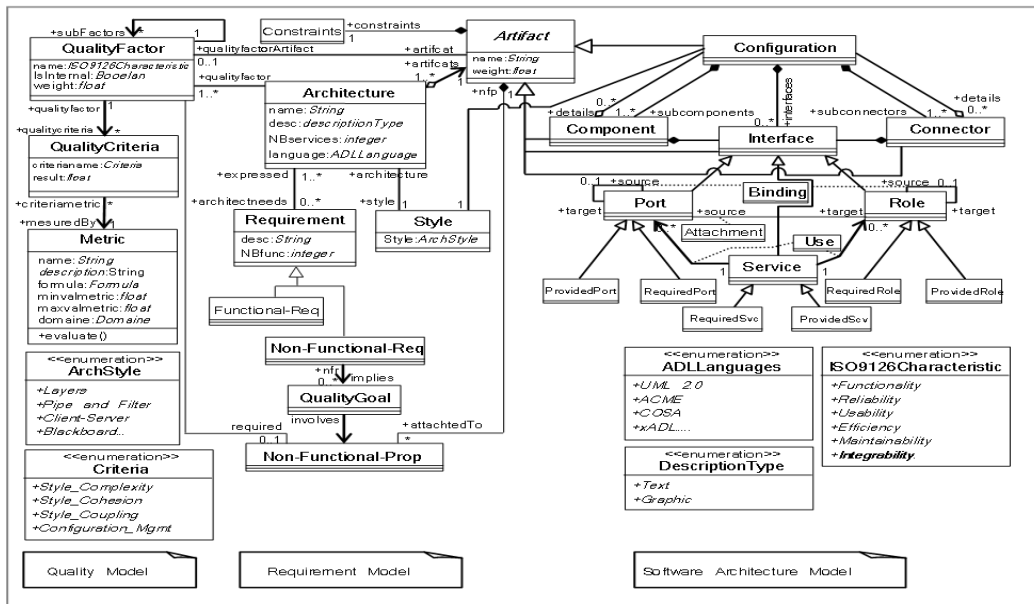 +subFactors * 1
QualityFactor
name:ISO9126Characteristic
IsInternal:Booelan
weight:float
+constraints
Constraints
1
Artifact
name:String
weight:float
Configuration
+qualityfactorArtifact
0..1
+artifcat
+artifcats
+qualityfactor
1..*
1..*
1
1
+nfp
Architecture
name:String
desc:descriptionType
NBservices:integer
language:ADLLanguage
1
+qualityfactor
+qualitycriteria *
QualityCriteria
criterianame:Criteria
result:float
+criteriametric *
+mesuredBy 1
Metric
name:String
description:String
formula:Formula
minvalmetric:float
maxvalmetric:float
domaine:Domaine
+evaluate()
0..*
+details
1..*
+subcomponents
+interfaces
0..*
1..*
+subconnectors
+details
0..*
Component
Interface
Connector
+expressed
1..*
+architecture
+architectneeds
0..*
+style
1
1
Requirement
desc:String
NBfunc:integer
Style
Style:ArchStyle
0..1
+source
Binding
+source
0..1
+target
Port
+source
+target
Role
+target
0..*
Attachment
0..*
Use
1
Service
1
ProvidedPort
RequiredPort
RequiredRole
ProvidedRole
RequiredSvc
ProvidedScv
Functional-Req
Non-Functional-Req
+nfr
0..*
implies
QualityGoal
involves
required
0..1
+attachtedTo
*
Non-Functional-Prop
<<enumeration>>
ArchStyle
+Layers
+Pipe and Filter
+Client-Server
+Blackboard...
<<enumeration>>
Criteria
+Style_Complexity
+Style_Cohesion
+Style_Coupling
+Configuration_Mgmt
<<enumeration>>
ADLLanguages
+UML 2.0
+ACME
+COSA
+xADL....
<<enumeration>>
DescriptionType
+Text
+Graphic
<<enumeration>>
ISO9126Characteristic
+Functionality
+Reliability
+Usability
+Efficiency
+Maintainability
+Integrability.
Quality Model
Requirement Model
Software Architecture Model